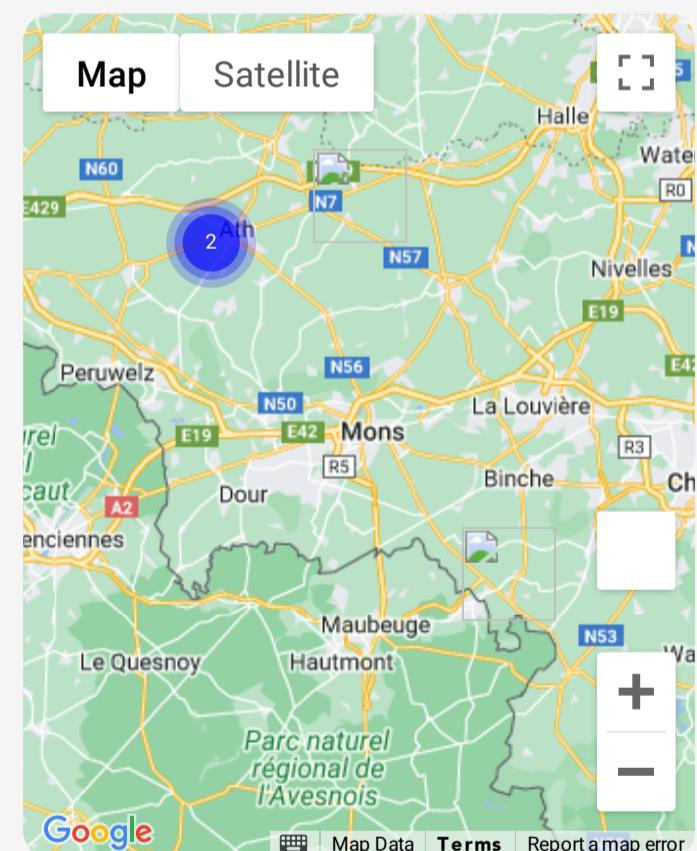 Map
Satellite
5
Halle
N60
Water
R0
E429
N7
Ath
2
N57
N
Nivelles
E19
E42
Peruwelz
N56
N50
La Louvière
E19
E42
Mons
R3
R5
Binche
Ch
urel
l
caut
Dour
A2
enciennes
Maubeuge
N53
Wa
Le Quesnoy
Hautmont
+
−
Parc naturel
régional de
l'Avesnois
Google
Map Data
Terms
Report a map error